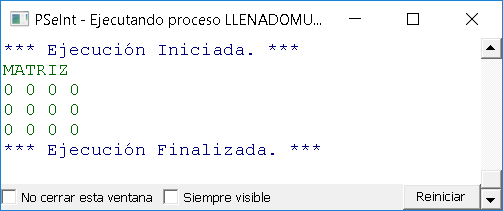 PSeInt - Ejecutando proceso LLENADOMU...
*** Ejecución Iniciada. ***
MATRIZ
0 0 0 0
0 0 0 0
0 0 0 0
*** Ejecución Finalizada. ***
No cerrar esta ventana Siempre visible Reiniciar